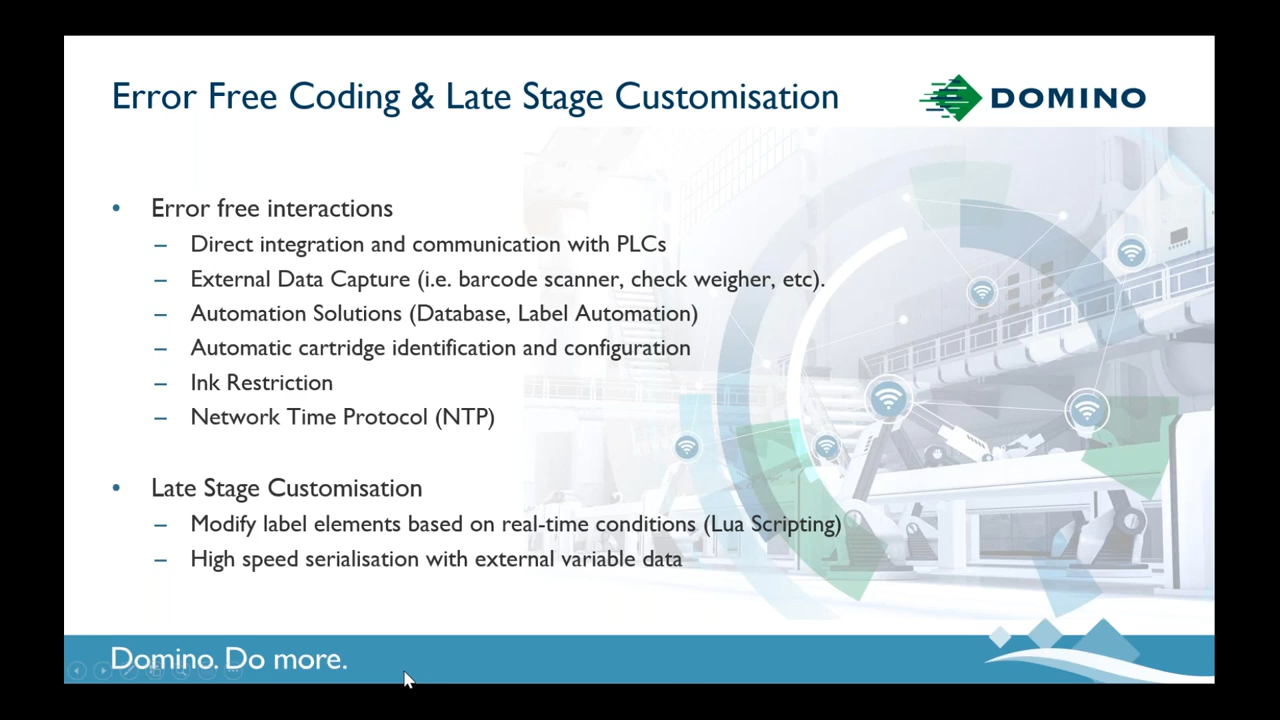 Error Free Coding & Late Stage Customisation
DOMINO
• Error free interactions
– Direct integration and communication with PLCs
– External Data Capture (i.e. barcode scanner, check weigher, etc).
– Automation Solutions (Database, Label Automation)
– Automatic cartridge identification and configuration
– Ink Restriction
– Network Time Protocol (NTP)
• Late Stage Customisation
– Modify label elements based on real-time conditions (Lua Scripting)
– High speed serialisation with external variable data
Domino. Do more.